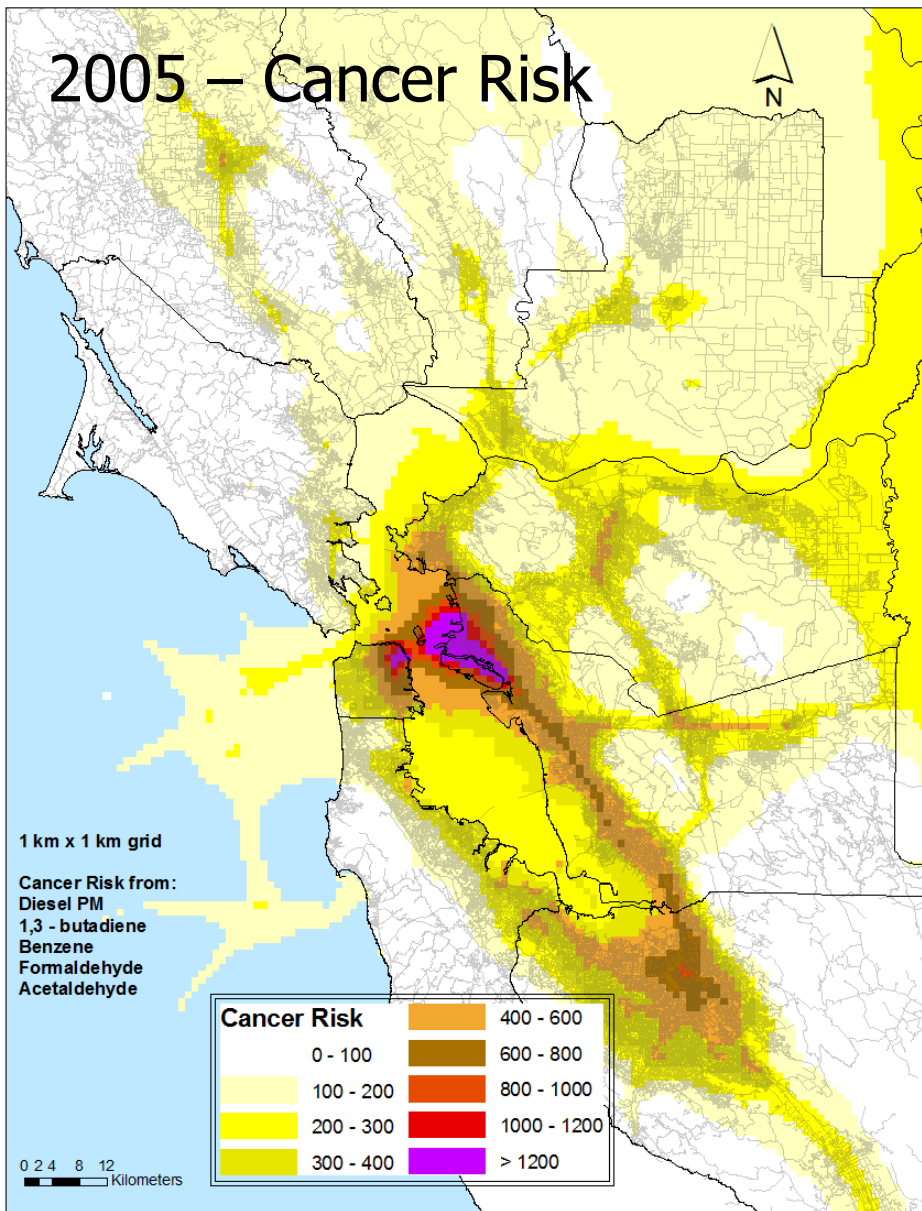 2005 – Cancer Risk
N
1 km x 1 km grid
Cancer Risk from:
Diesel PM
1,3 - butadiene
Benzene
Formaldehyde
Acetaldehyde
Cancer Risk
0 - 100
100 - 200
200 - 300
300 - 400
400 - 600
600 - 800
800 - 1000
1000 - 1200
> 1200
0 2 4 8 12
Kilometers